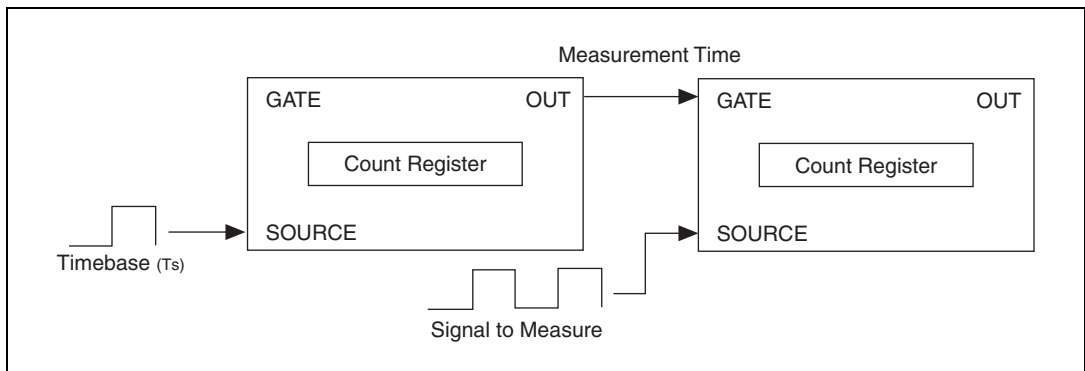 Measurement Time
GATE OUT
Count Register
SOURCE
Timebase (Ts)
GATE OUT
Count Register
SOURCE
Signal to Measure